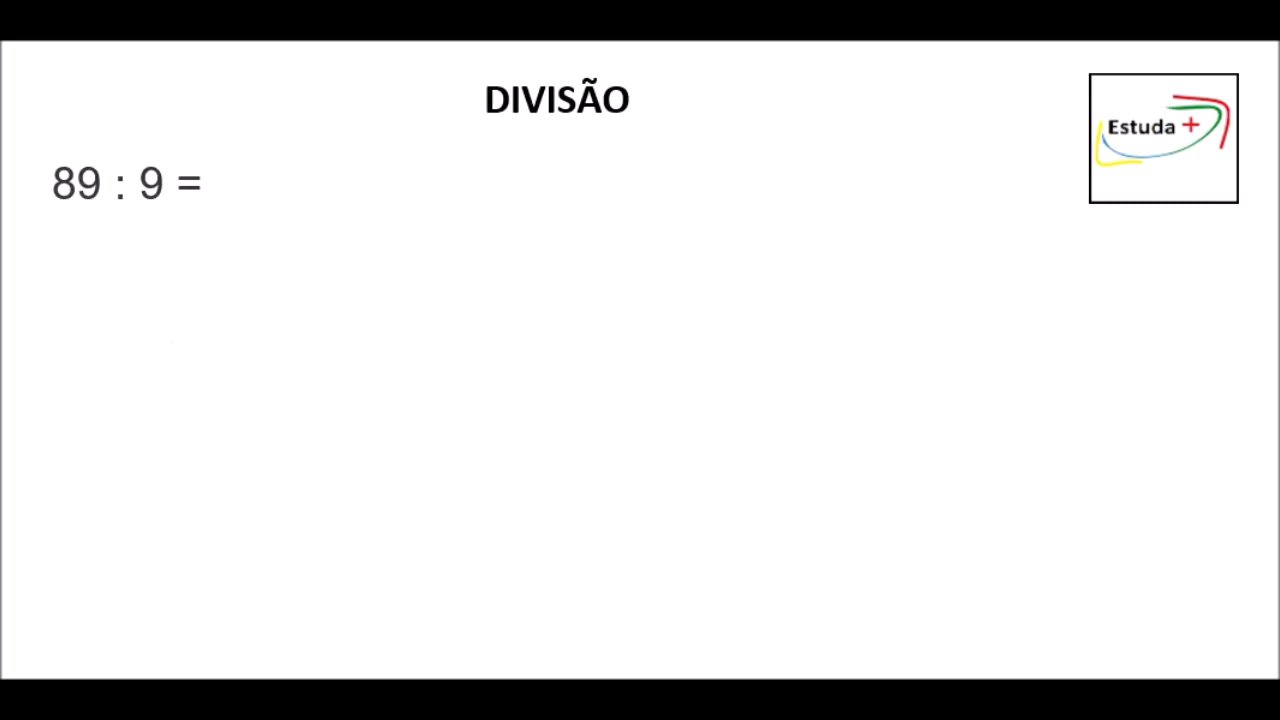 DIVISÃO
Estuda +
89 : 9 =